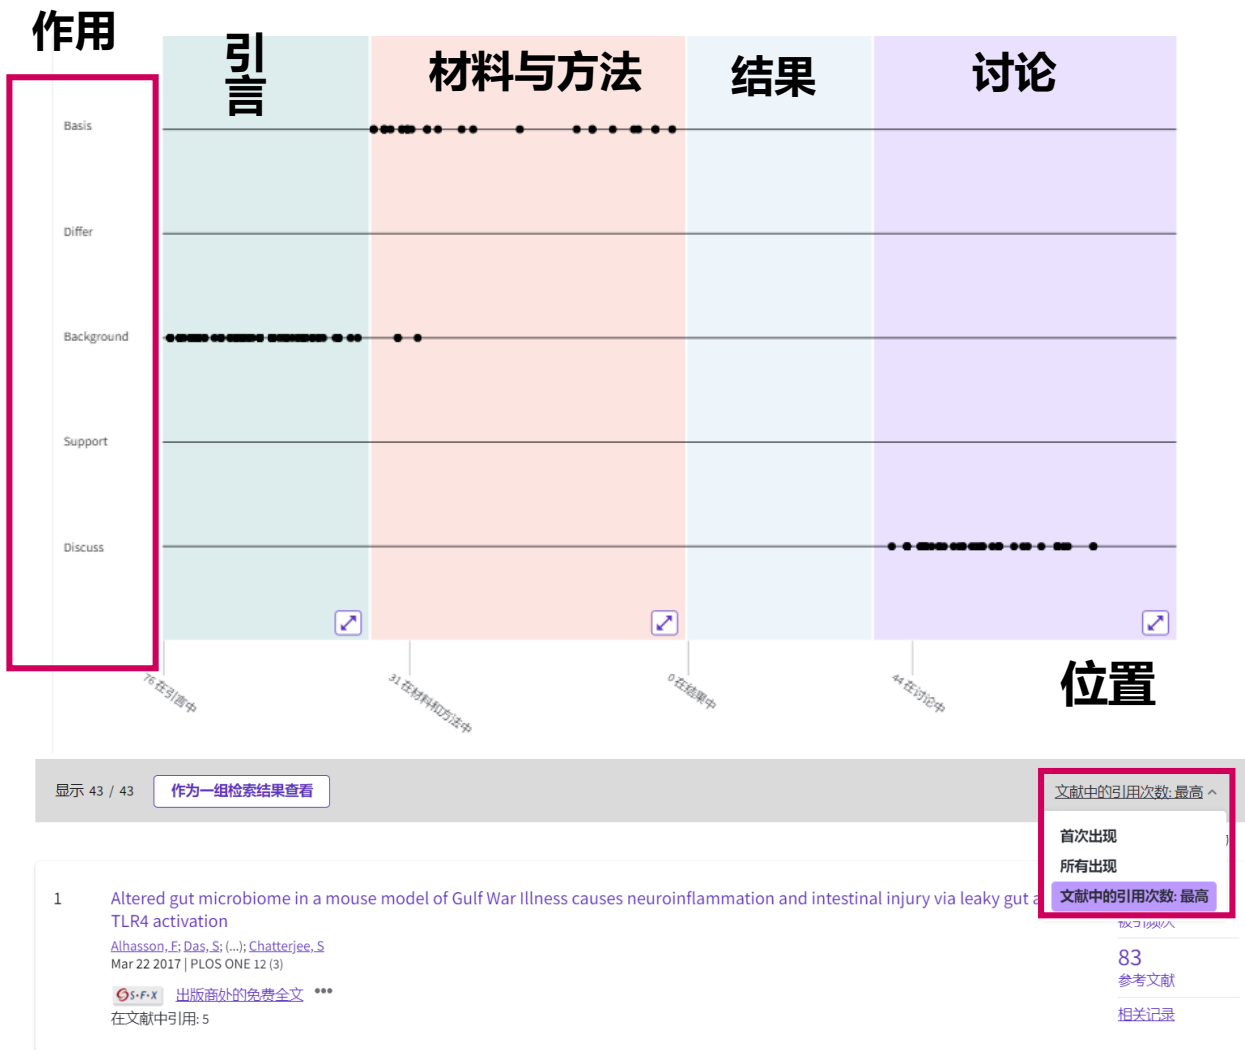 作用
引言
材料与方法
结果
讨论
Basis
Differ
Background
Support
Discuss
76 在引言中
31 在材料和方法中
0 在结果中
44 在讨论中
位置
显示 43 / 43
作为一组检索结果查看
文献中的引用次数: 最高
首次出现
所有出现
文献中的引用次数: 最高
1
Altered gut microbiome in a mouse model of Gulf War Illness causes neuroinflammation and intestinal injury via leaky gut
TLR4 activation
Alhasson, F; Das, S; (...); Chatterjee, S
Mar 22 2017 | PLOS ONE 12 (3)
S·F·X 出版商外的免费全文 •••
在文献中引用: 5
被引频次
83
参考文献
相关记录